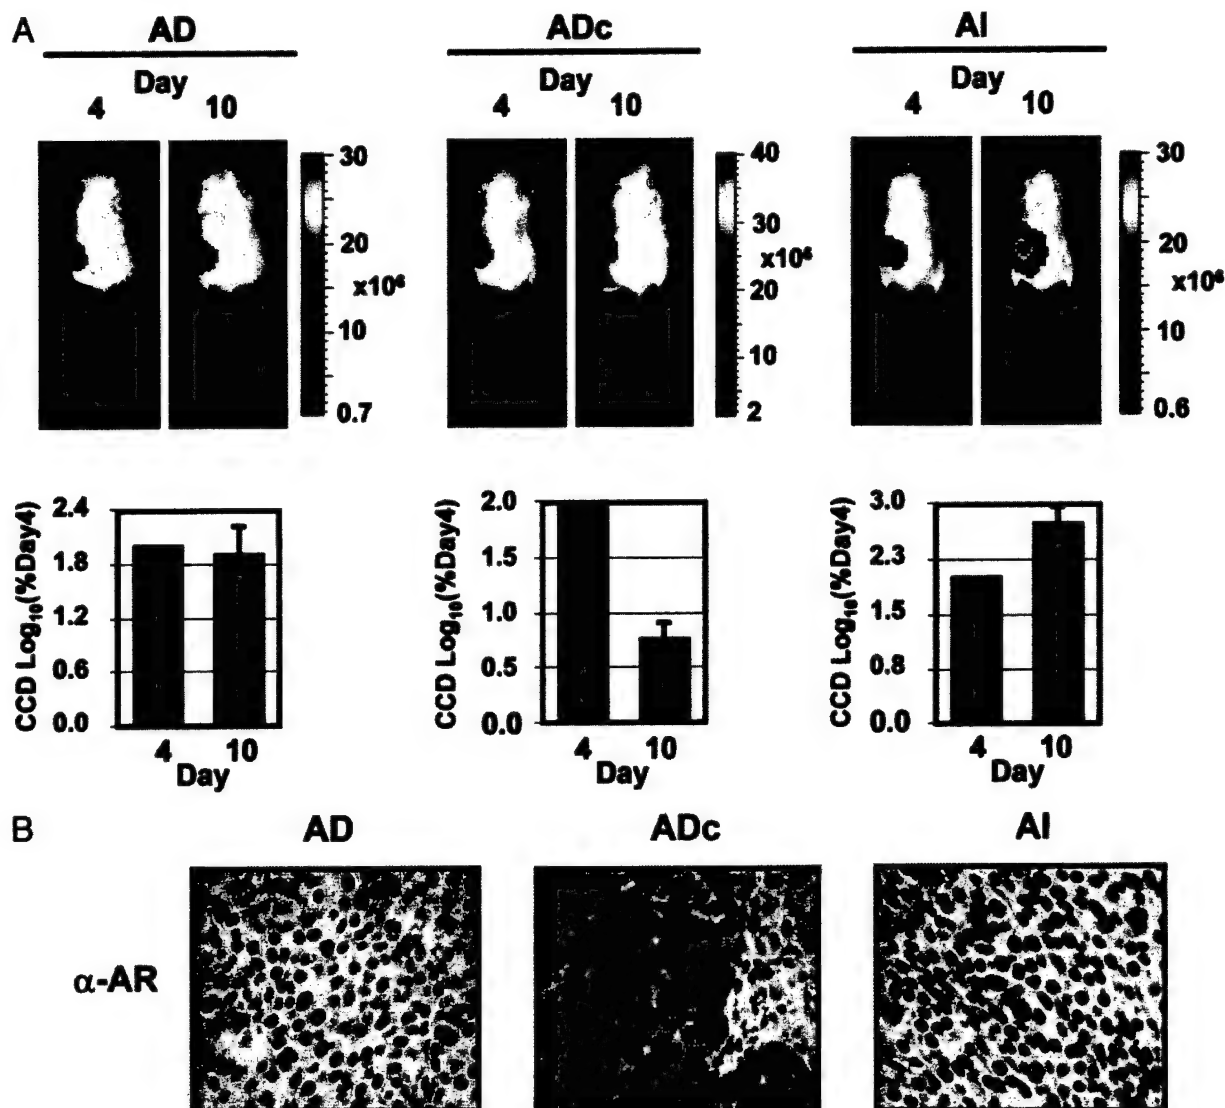 A
AD ADc AI
Day Day Day
4 10 4 10 4 10
30 40 30
30
20 20
x10⁶ x10⁶ x10⁶
20
10 10 10
0.7 2 0.6
CCD Log₁₀(%Day4)
2.4
1.8
1.2
0.6
0.0
4 10
Day
CCD Log₁₀(%Day4)
2.0
1.5
1.0
0.5
0.0
4 10
Day
CCD Log₁₀(%Day4)
3.0
2.3
1.5
0.8
0.0
4 10
Day
B
AD ADc AI
α-AR